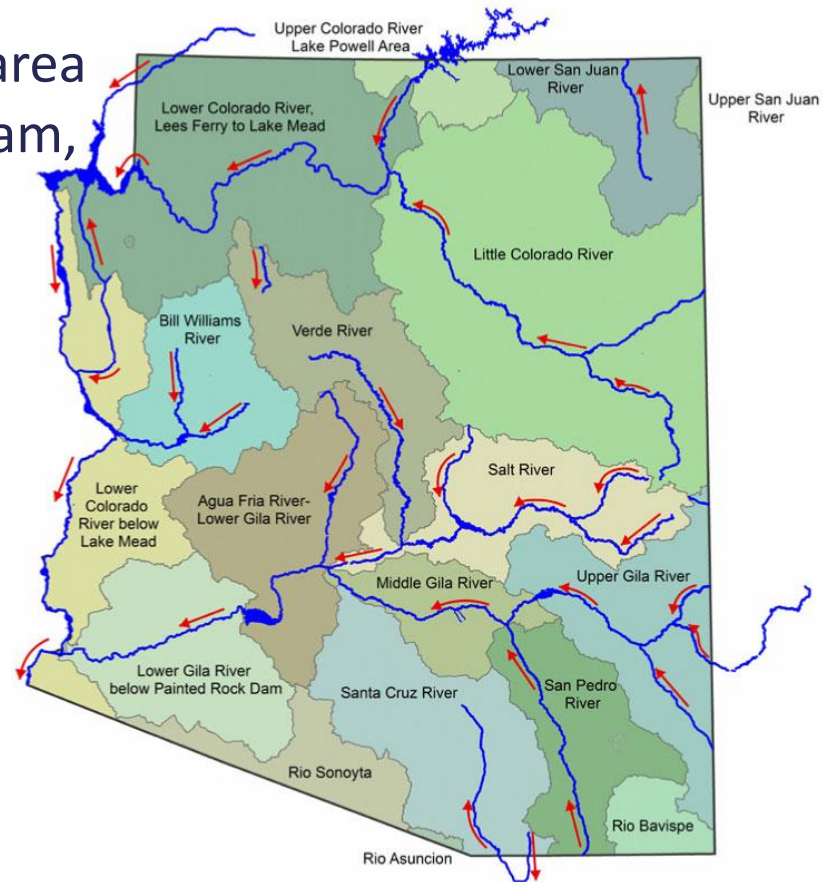 area
am,
Upper Colorado River
Lake Powell Area
Lower San Juan
River
Upper San Juan
River
Lower Colorado River,
Lees Ferry to Lake Mead
Little Colorado River
Bill Williams
River
Verde River
Salt River
Lower
Colorado
River below
Lake Mead
Agua Fria River-
Lower Gila River
Middle Gila River
Upper Gila River
Lower Gila River
below Painted Rock Dam
Santa Cruz River
San Pedro
River
Rio Sonoyta
Rio Bavispe
Rio Asuncion